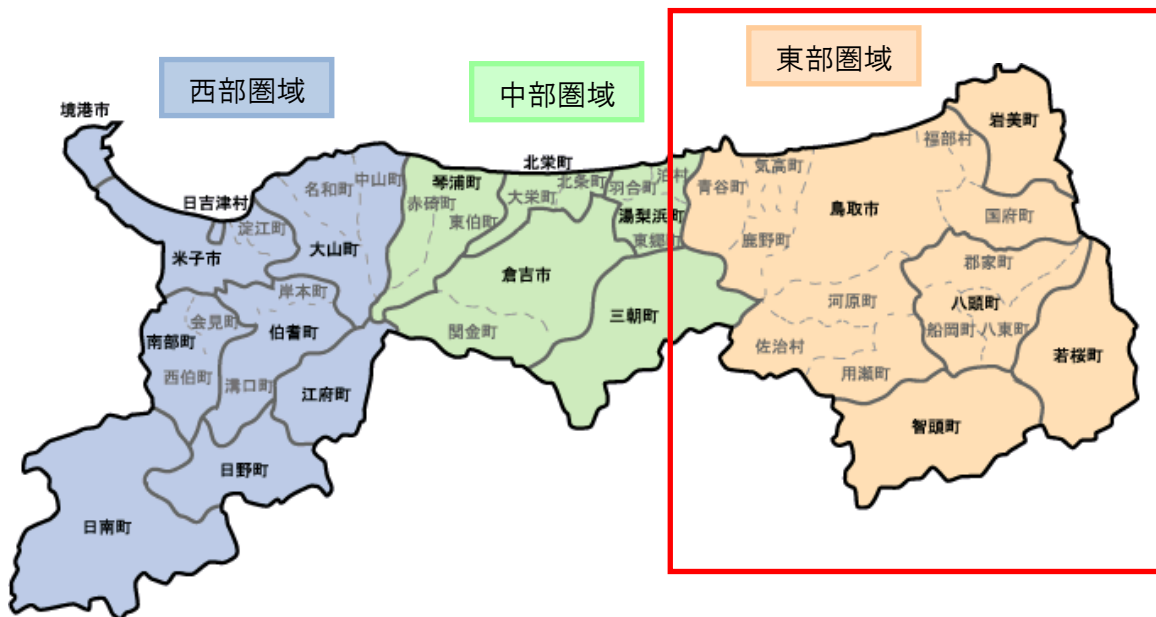 東部圏域
中部圏域
西部圏域
境港市
岩美町
福部村
北栄町
中山町
名和町
琴浦町
大栄町
北条町
羽合町
泊村
青谷町
気高町
日吉津村
赤碕町
東伯町
湯梨浜町
鳥取市
国府町
淀江町
大山町
東郷町
鹿野町
米子市
倉吉市
郡家町
岸本町
河原町
八頭町
会見町
三朝町
南部町
伯耆町
関金町
佐治村
船岡町
八東町
若桜町
西伯町
溝口町
江府町
用瀬町
智頭町
日野町
日南町